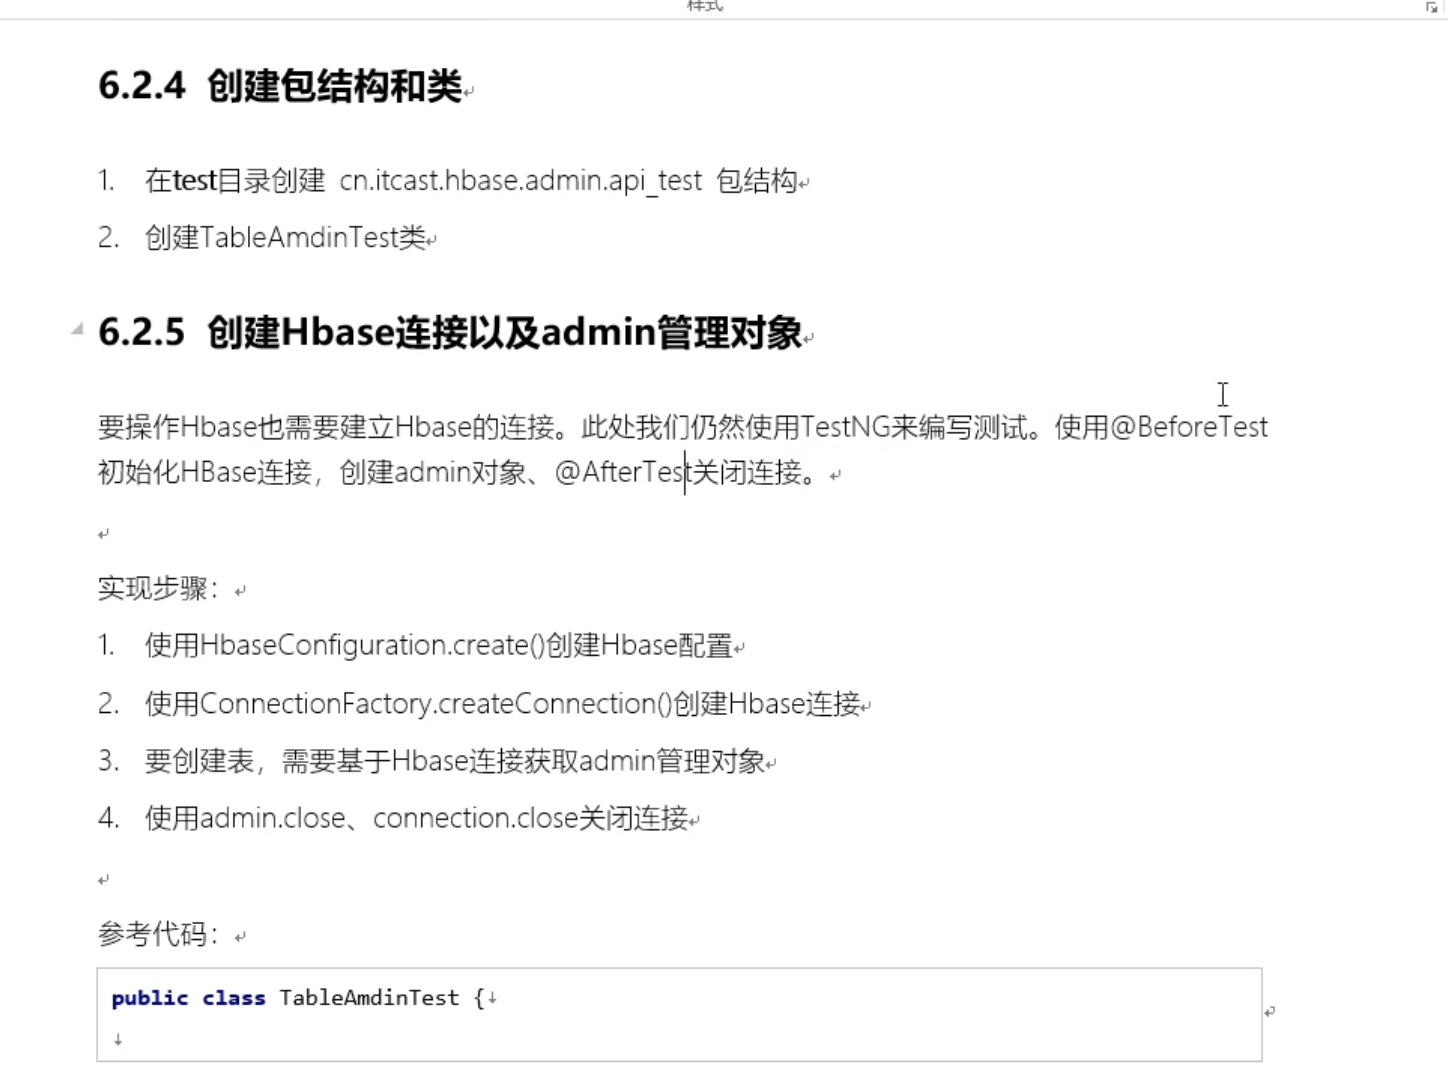 样式
6.2.4 创建包结构和类
1. 在test目录创建 cn.itcast.hbase.admin.api_test 包结构
2. 创建TableAmdinTest类
6.2.5 创建Hbase连接以及admin管理对象
要操作Hbase也需要建立Hbase的连接。此处我们仍然使用TestNG来编写测试。使用@BeforeTest
初始化HBase连接，创建admin对象、@AfterTest关闭连接。
实现步骤：
1. 使用HbaseConfiguration.create()创建Hbase配置
2. 使用ConnectionFactory.createConnection()创建Hbase连接
3. 要创建表，需要基于Hbase连接获取admin管理对象
4. 使用admin.close、connection.close关闭连接
参考代码：
public class TableAmdinTest {